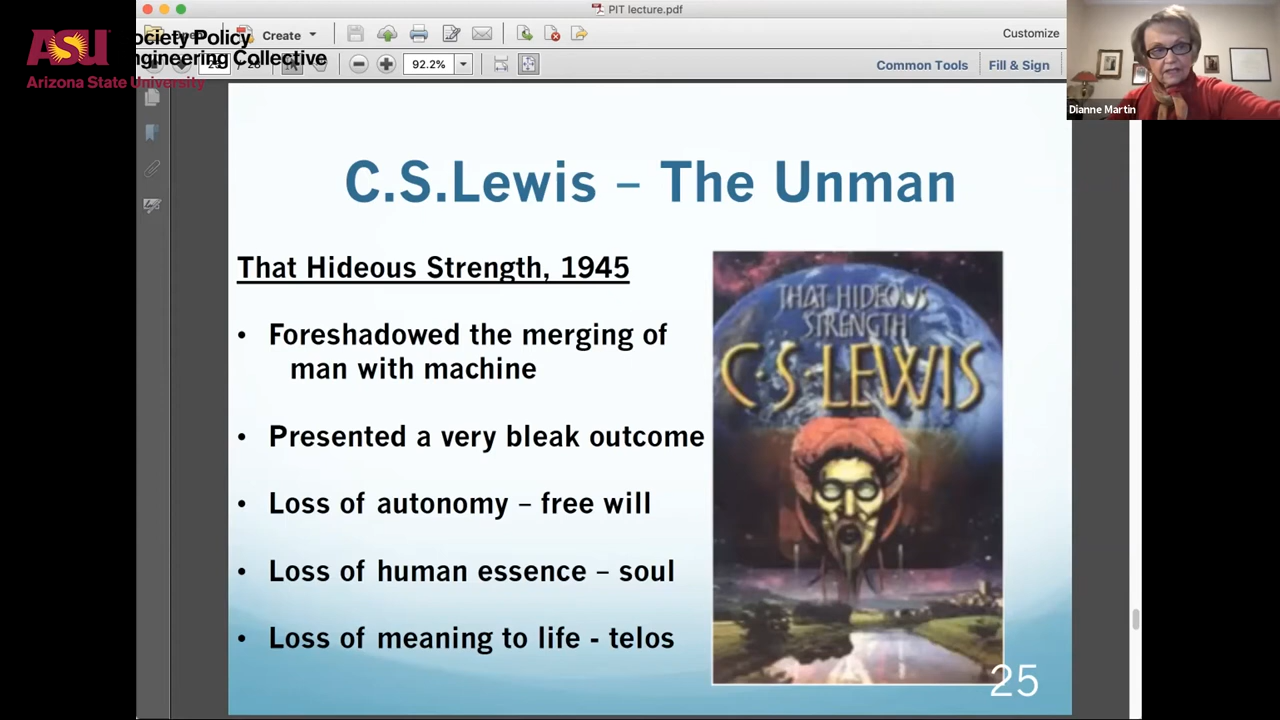 PIT lecture.pdf
Create
Customize
ASU
ociety Policy
ngineering Collective
Arizona State University
92.2%
Common Tools
Fill & Sign
Dianne Martin
C.S.Lewis – The Unman
That Hideous Strength, 1945
• Foreshadowed the merging of
man with machine
• Presented a very bleak outcome
• Loss of autonomy – free will
• Loss of human essence – soul
• Loss of meaning to life - telos
THAT HIDEOUS
STRENGTH
C·S·LEWIS
25